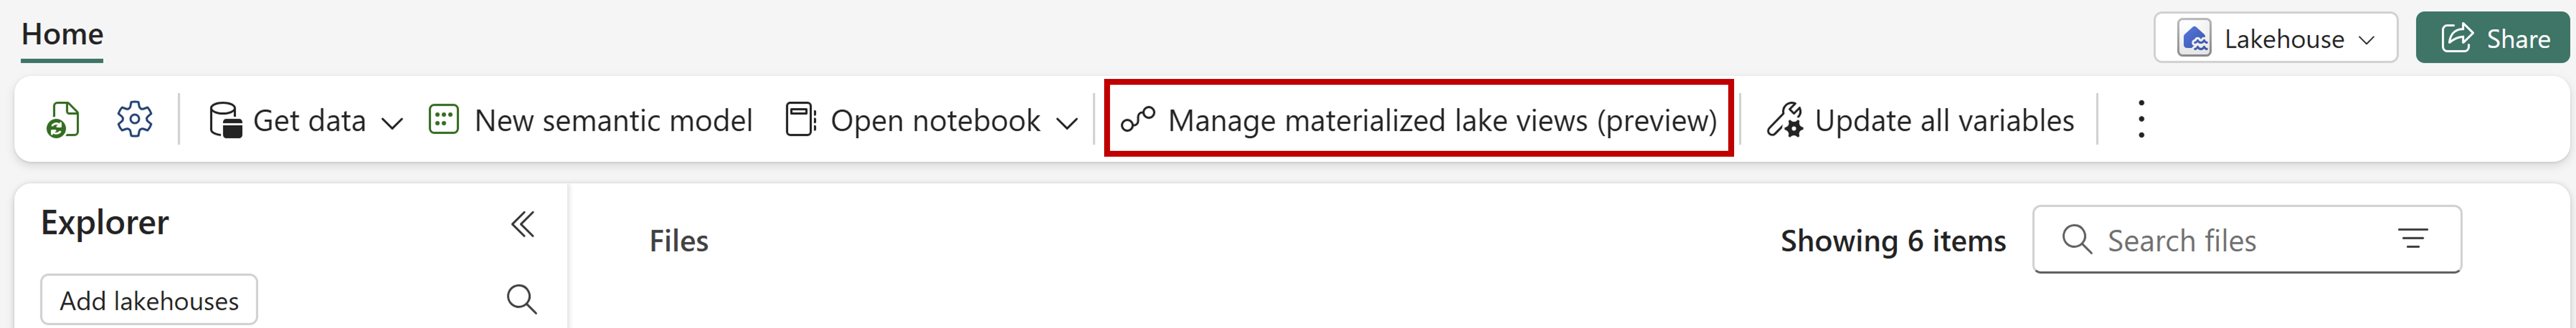 Home
Lakehouse
Share
Get data
New semantic model
Open notebook
Manage materialized lake views (preview)
Update all variables
Explorer
Files
Showing 6 items
Search files
Add lakehouses